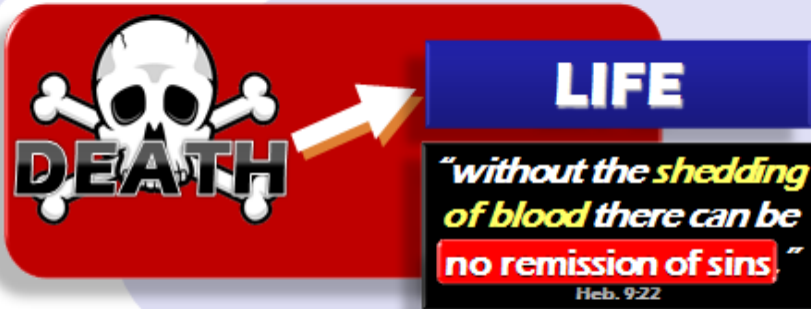 DEATH
LIFE
“without the shedding
of blood there can be
no remission of sins.”
Heb. 9:22